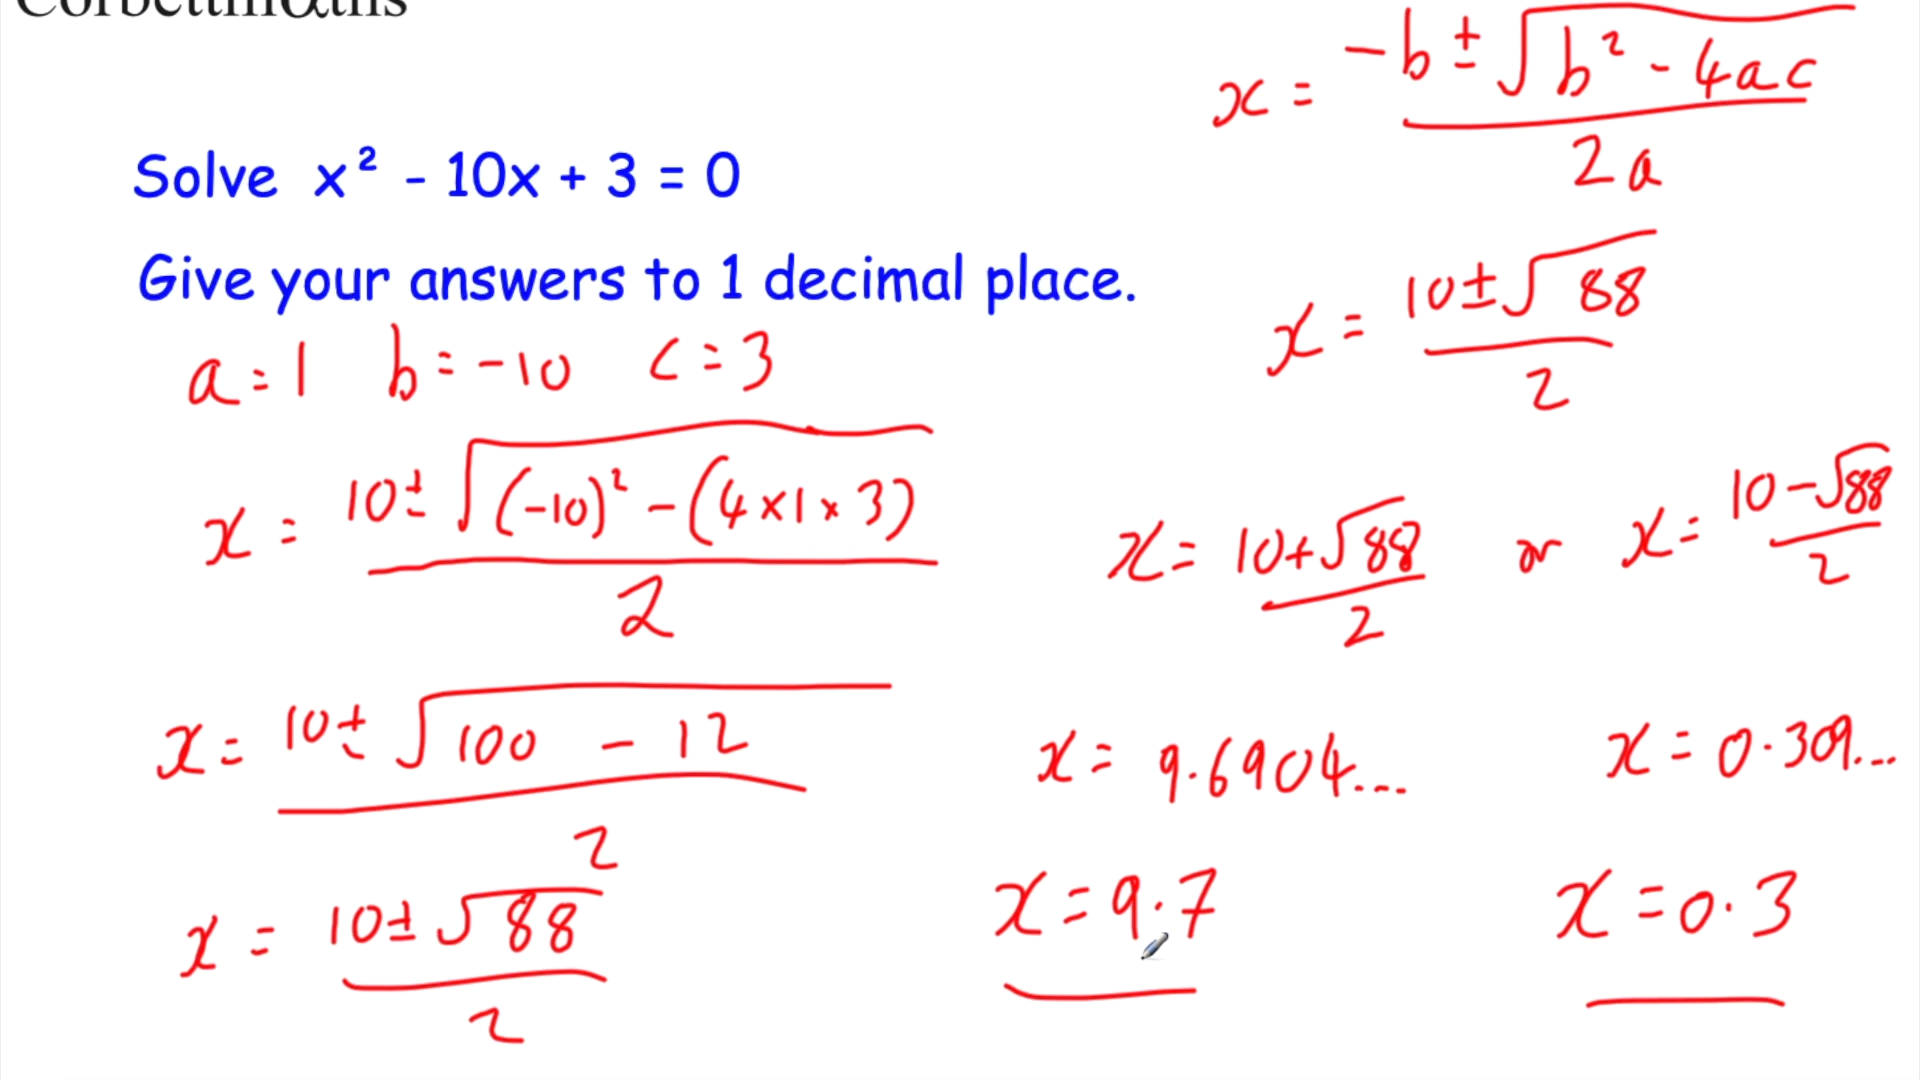 Corbettmαths
x = -b ± √(b² - 4ac) / 2a
Solve x² - 10x + 3 = 0
Give your answers to 1 decimal place.
a = 1 b = -10 c = 3
x = 10 ± √((-10)² - (4 × 1 × 3)) / 2
x = 10 ± √(100 - 12) / 2
x = 10 ± √88 / 2
x = 10 ± √88 / 2
x = 10 + √88 / 2 or x = 10 - √88 / 2
x = 9.6904... x = 0.309...
x = 9.7 x = 0.3